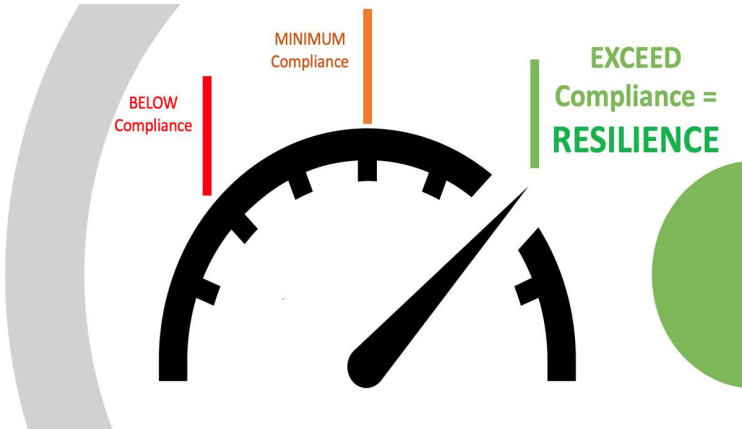 BELOW
Compliance
MINIMUM
Compliance
EXCEED
Compliance =
RESILIENCE